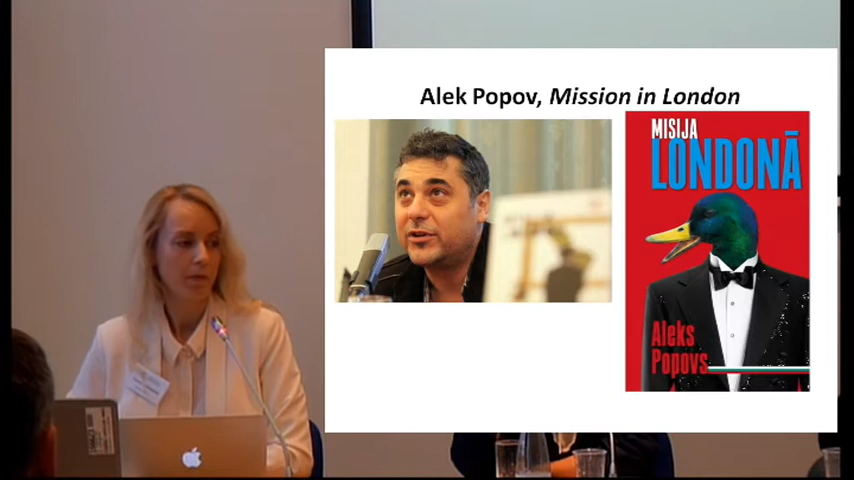 Alek Popov, Mission in London
MISIJA
LONDONĀ
Aleks
Popovs